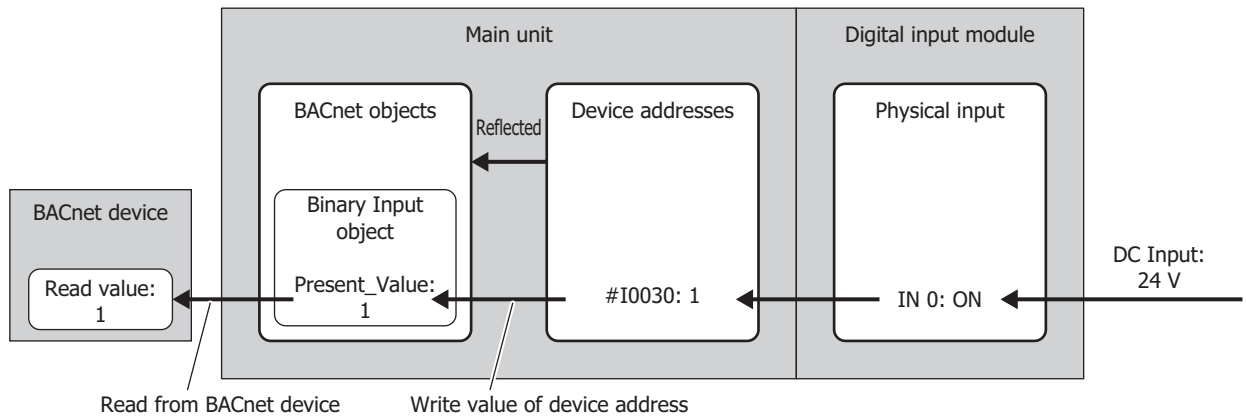 Main unit
Digital input module
BACnet objects
Device addresses
Physical input
Reflected
BACnet device
Binary Input
object
DC Input:
24 V
Read value:
1
Present_Value:
1
#I0030: 1
IN 0: ON
Read from BACnet device
Write value of device address